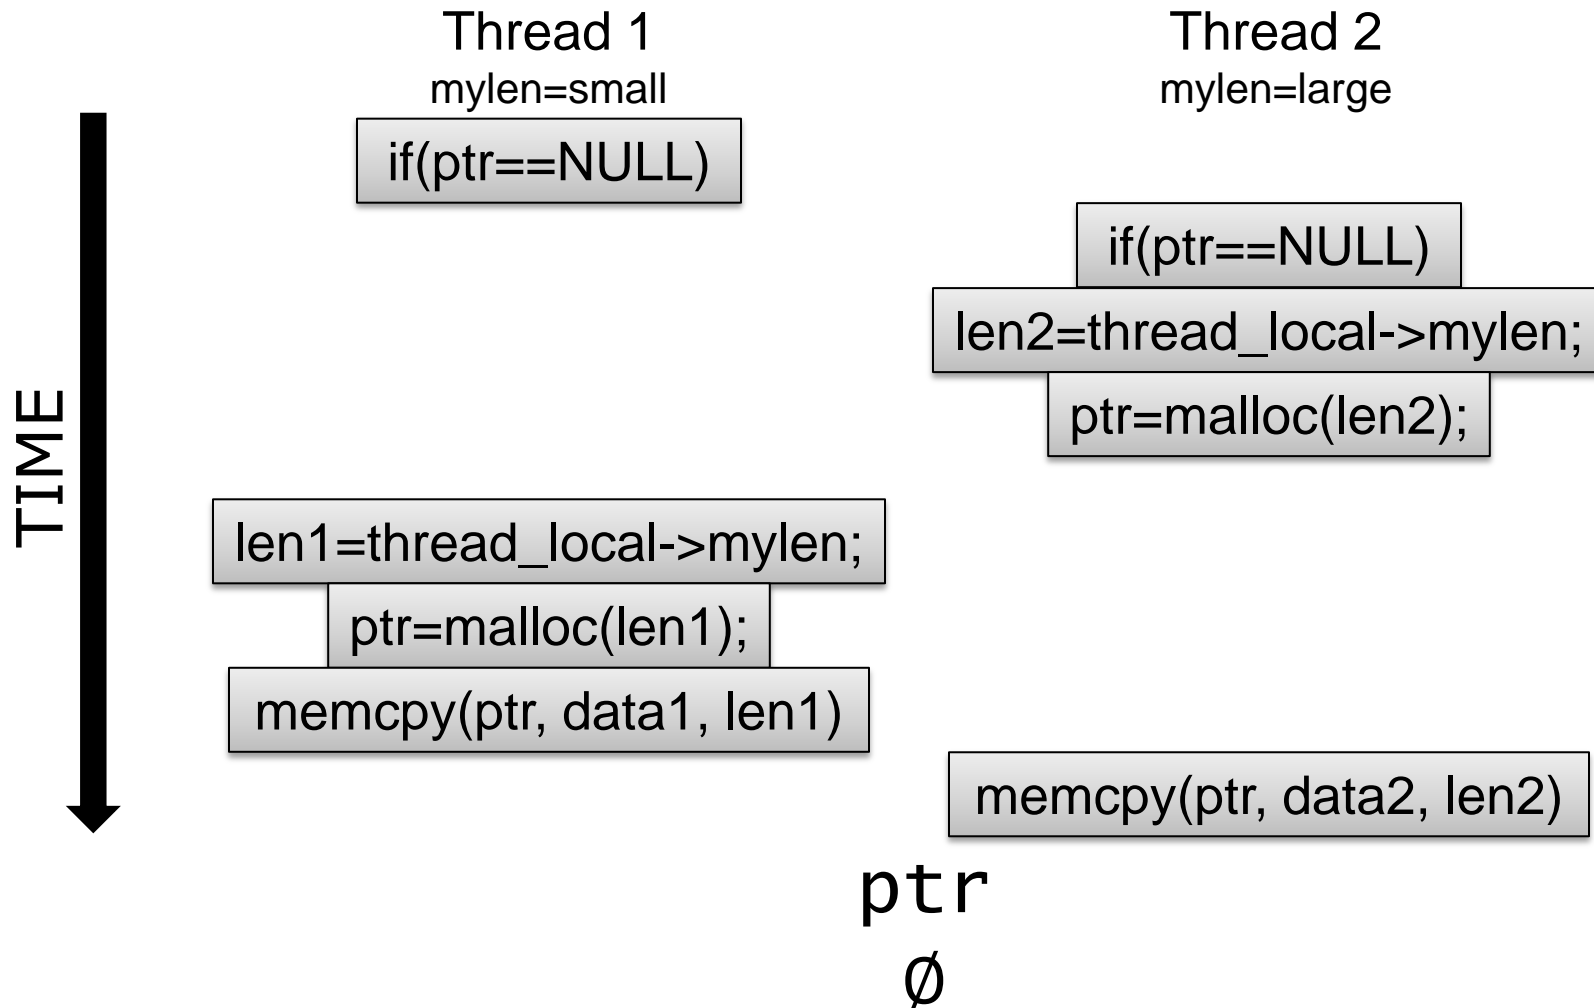 Thread 1
mylen=small
Thread 2
mylen=large
if(ptr==NULL)
if(ptr==NULL)
len2=thread_local->mylen;
ptr=malloc(len2);
TIME
len1=thread_local->mylen;
ptr=malloc(len1);
memcpy(ptr, data1, len1)
memcpy(ptr, data2, len2)
ptr
∅